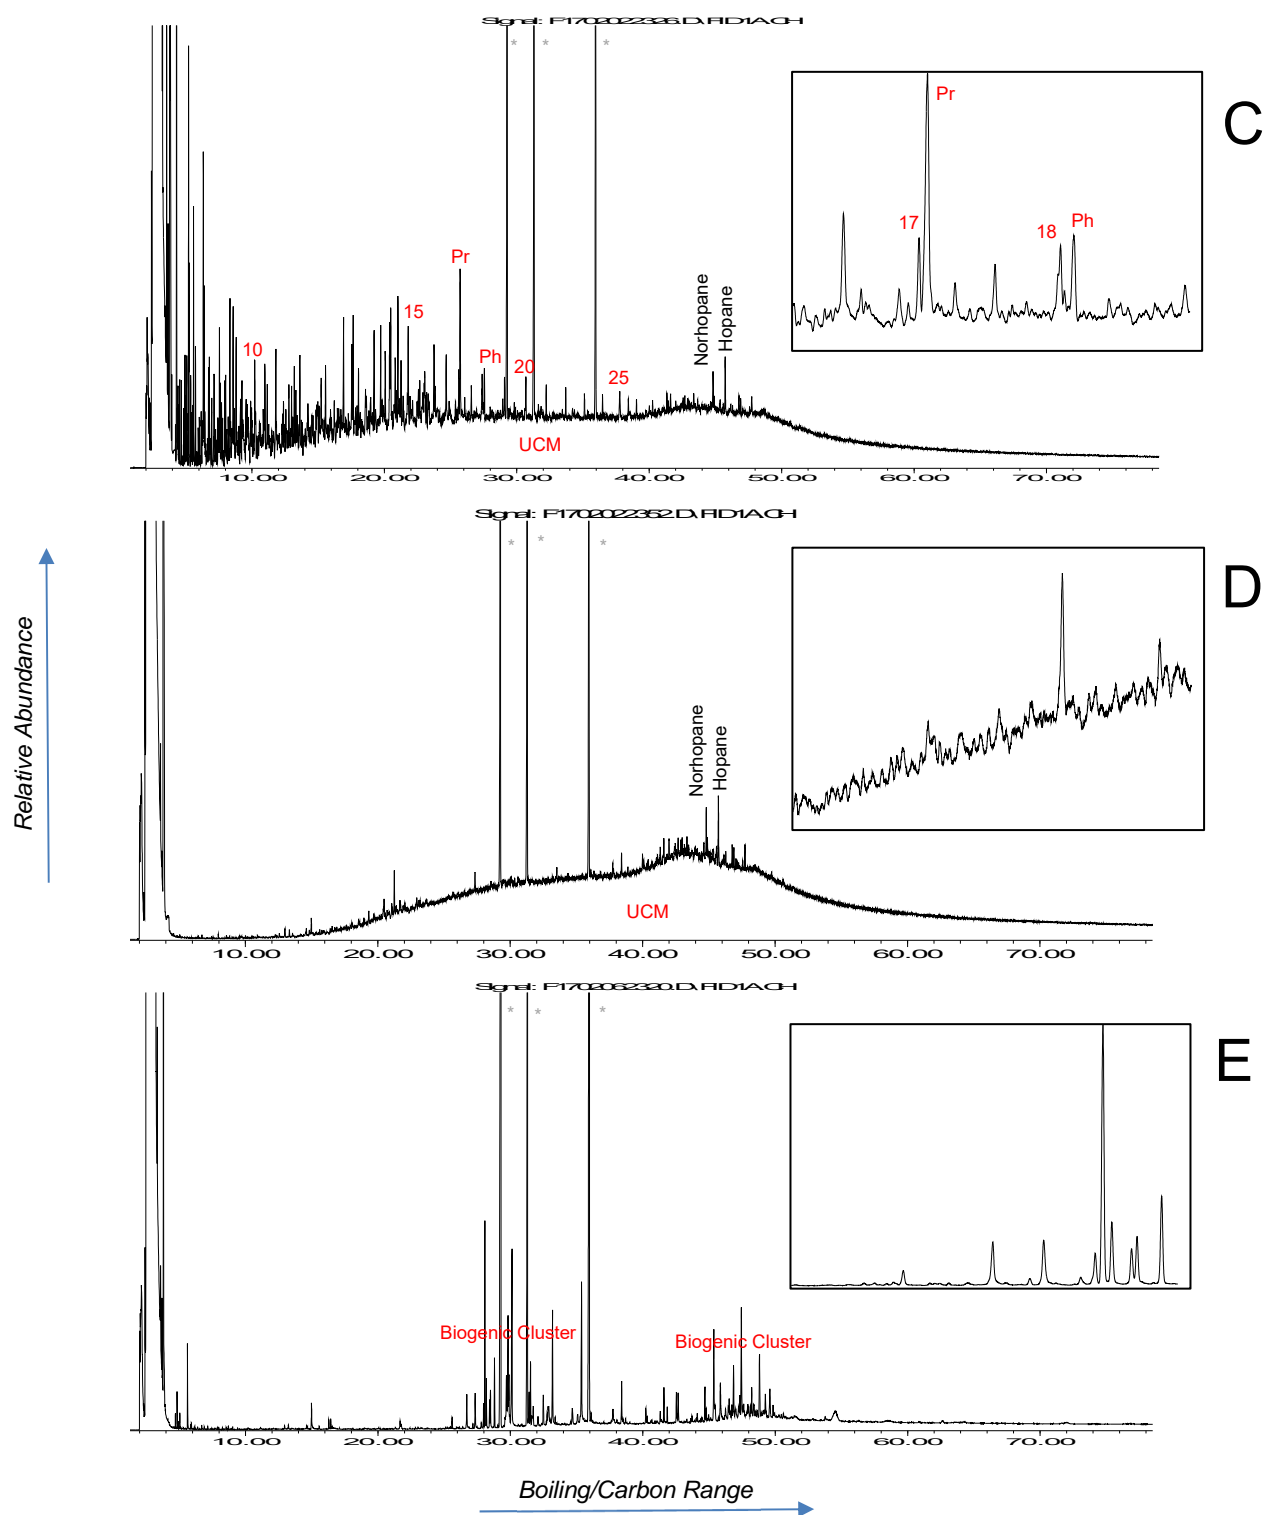 Signal: F1702022326.D\FID1A.CH
* * *
C
Pr
17
18
Ph
Pr
15
10
Ph
20
25
Norhopane
Hopane
UCM
10.00 20.00 30.00 40.00 50.00 60.00 70.00
Signal: F1702022352.D\FID1A.CH
* * *
D
Norhopane
Hopane
UCM
Relative Abundance
10.00 20.00 30.00 40.00 50.00 60.00 70.00
Signal: F1702062320.D\FID1A.CH
* * *
E
Biogenic Cluster
Biogenic Cluster
10.00 20.00 30.00 40.00 50.00 60.00 70.00
Boiling/Carbon Range